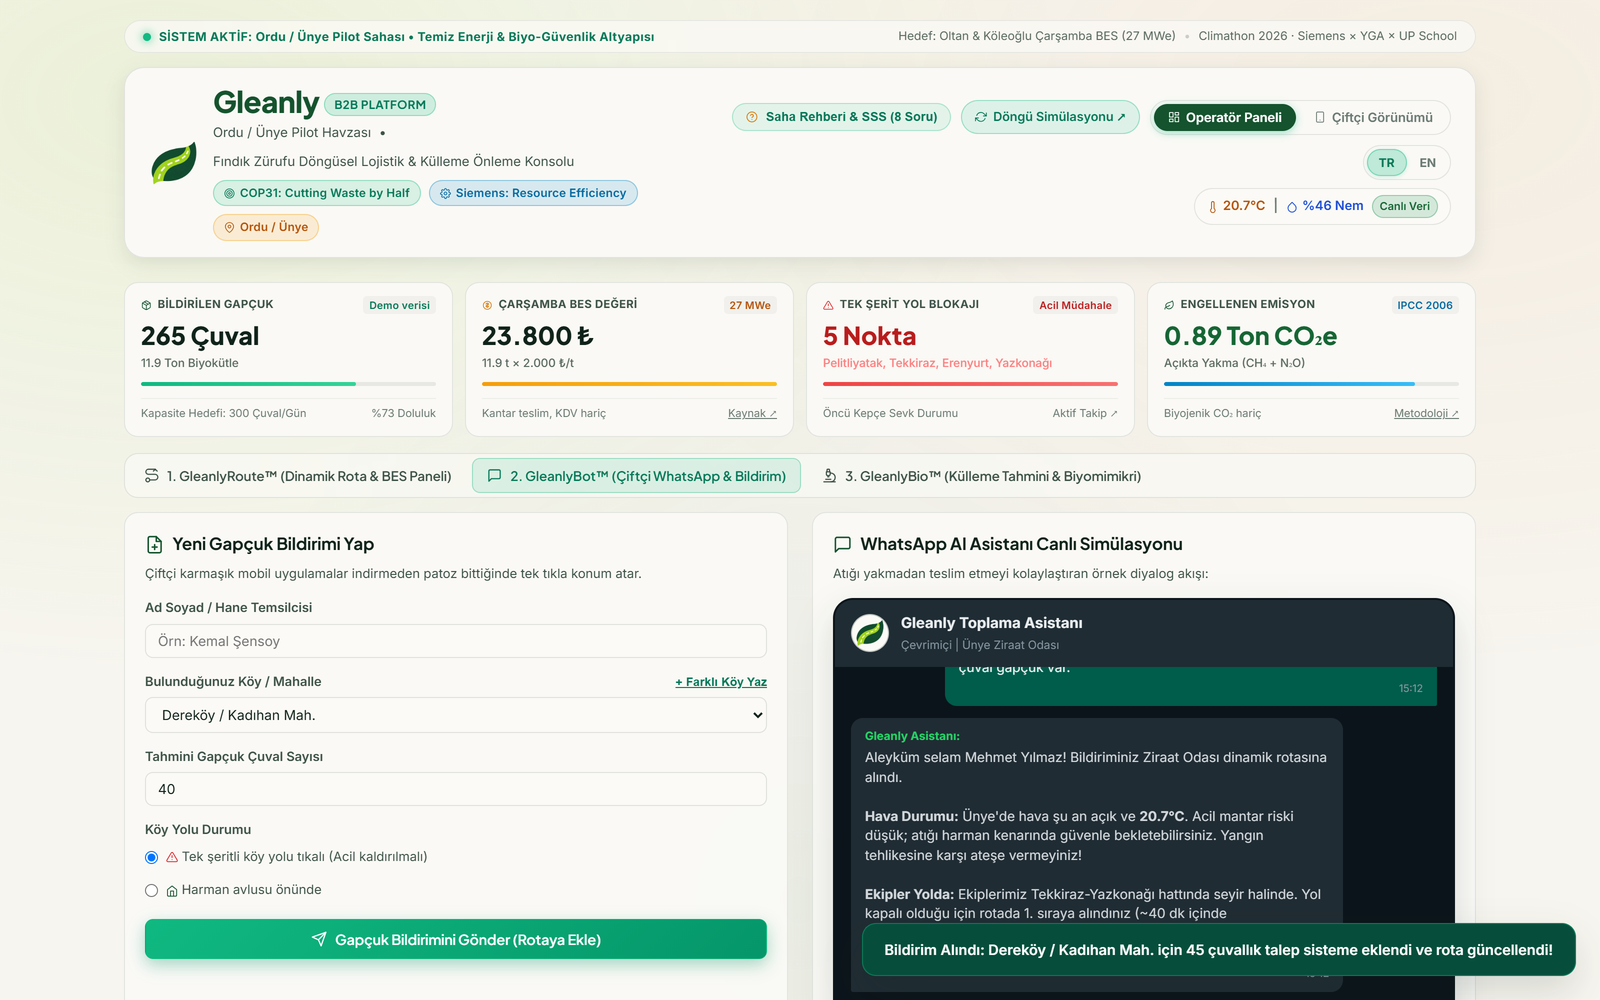 SİSTEM AKTİF: Ordu / Ünye Pilot Sahası • Temiz Enerji & Biyo-Güvenlik Altyapısı
Hedef: Oltan & Köleoğlu Çarşamba BES (27 MWe) • Climathon 2026 · Siemens × YGA × UP School
Gleanly B2B PLATFORM
Ordu / Ünye Pilot Havzası •
Fındık Zürufu Döngüsel Lojistik & Külleme Önleme Konsolu
COP31: Cutting Waste by Half
Siemens: Resource Efficiency
Ordu / Ünye
Saha Rehberi & SSS (8 Soru)
Döngü Simülasyonu ↗
Operatör Paneli
Çiftçi Görünümü
TR EN
20.7°C | %46 Nem Canlı Veri
BİLDİRİLEN GAPÇUK Demo verisi
265 Çuval
11.9 Ton Biyokütle
Kapasite Hedefi: 300 Çuval/Gün %73 Doluluk
ÇARŞAMBA BES DEĞERİ 27 MWe
23.800 ₺
11.9 t × 2.000 ₺/t
Kantar teslim, KDV hariç Kaynak ↗
TEK ŞERİT YOL BLOKAJI Acil Müdahale
5 Nokta
Pelitliyatak, Tekkiraz, Erenyurt, Yazkonağı
Öncü Kepçe Sevk Durumu Aktif Takip ↗
ENGELLENEN EMİSYON IPCC 2006
0.89 Ton CO₂e
Açıkta Yakma (CH₄ + N₂O)
Biyojenik CO₂ hariç Metodoloji ↗
1. GleanlyRoute™ (Dinamik Rota & BES Paneli)
2. GleanlyBot™ (Çiftçi WhatsApp & Bildirim)
3. GleanlyBio™ (Külleme Tahmini & Biyomimikri)
Yeni Gapçuk Bildirimi Yap
Çiftçi karmaşık mobil uygulamalar indirmeden patoz bittiğinde tek tıkla konum atar.
Ad Soyad / Hane Temsilcisi
Örn: Kemal Şensoy
Bulunduğunuz Köy / Mahalle + Farklı Köy Yaz
Dereköy / Kadıhan Mah.
Tahmini Gapçuk Çuval Sayısı
40
Köy Yolu Durumu
Tek şeritli köy yolu tıkalı (Acil kaldırılmalı)
Harman avlusu önünde
Gapçuk Bildirimini Gönder (Rotaya Ekle)
WhatsApp AI Asistanı Canlı Simülasyonu
Atığı yakmadan teslim etmeyi kolaylaştıran örnek diyalog akışı:
Gleanly Toplama Asistanı
Çevrimiçi | Ünye Ziraat Odası
çuval gapçuk var.
15:12
Gleanly Asistanı:
Aleyküm selam Mehmet Yılmaz! Bildiriminiz Ziraat Odası dinamik rotasına
alındı.
Hava Durumu: Ünye'de hava şu an açık ve 20.7°C. Acil mantar riski
düşük; atığı harman kenarında güvenle bekletebilirsiniz. Yangın
tehlikesine karşı ateşe vermeyiniz!
Ekipler Yolda: Ekiplerimiz Tekkiraz-Yazkonağı hattında seyir halinde. Yol
kapalı olduğu için rotada 1. sıraya alındınız (~40 dk içinde
Bildirim Alındı: Dereköy / Kadıhan Mah. için 45 çuvallık talep sisteme eklendi ve rota güncellendi!